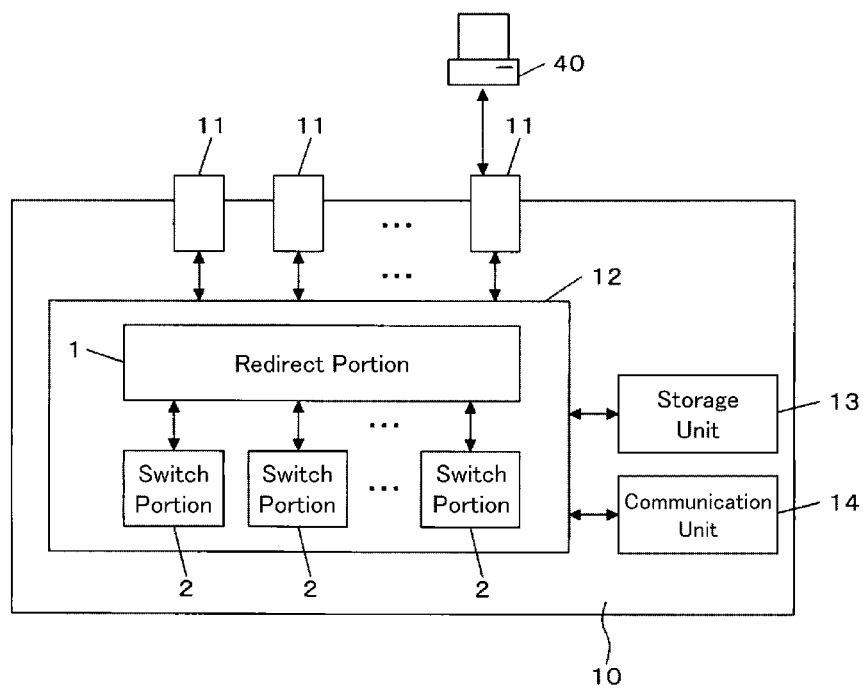 40
11
11
11
...
...
12
1
Redirect Portion
Storage
Unit
13
...
Switch
Portion
Switch
Portion
...
Switch
Portion
Communication
Unit
14
2
2
2
10